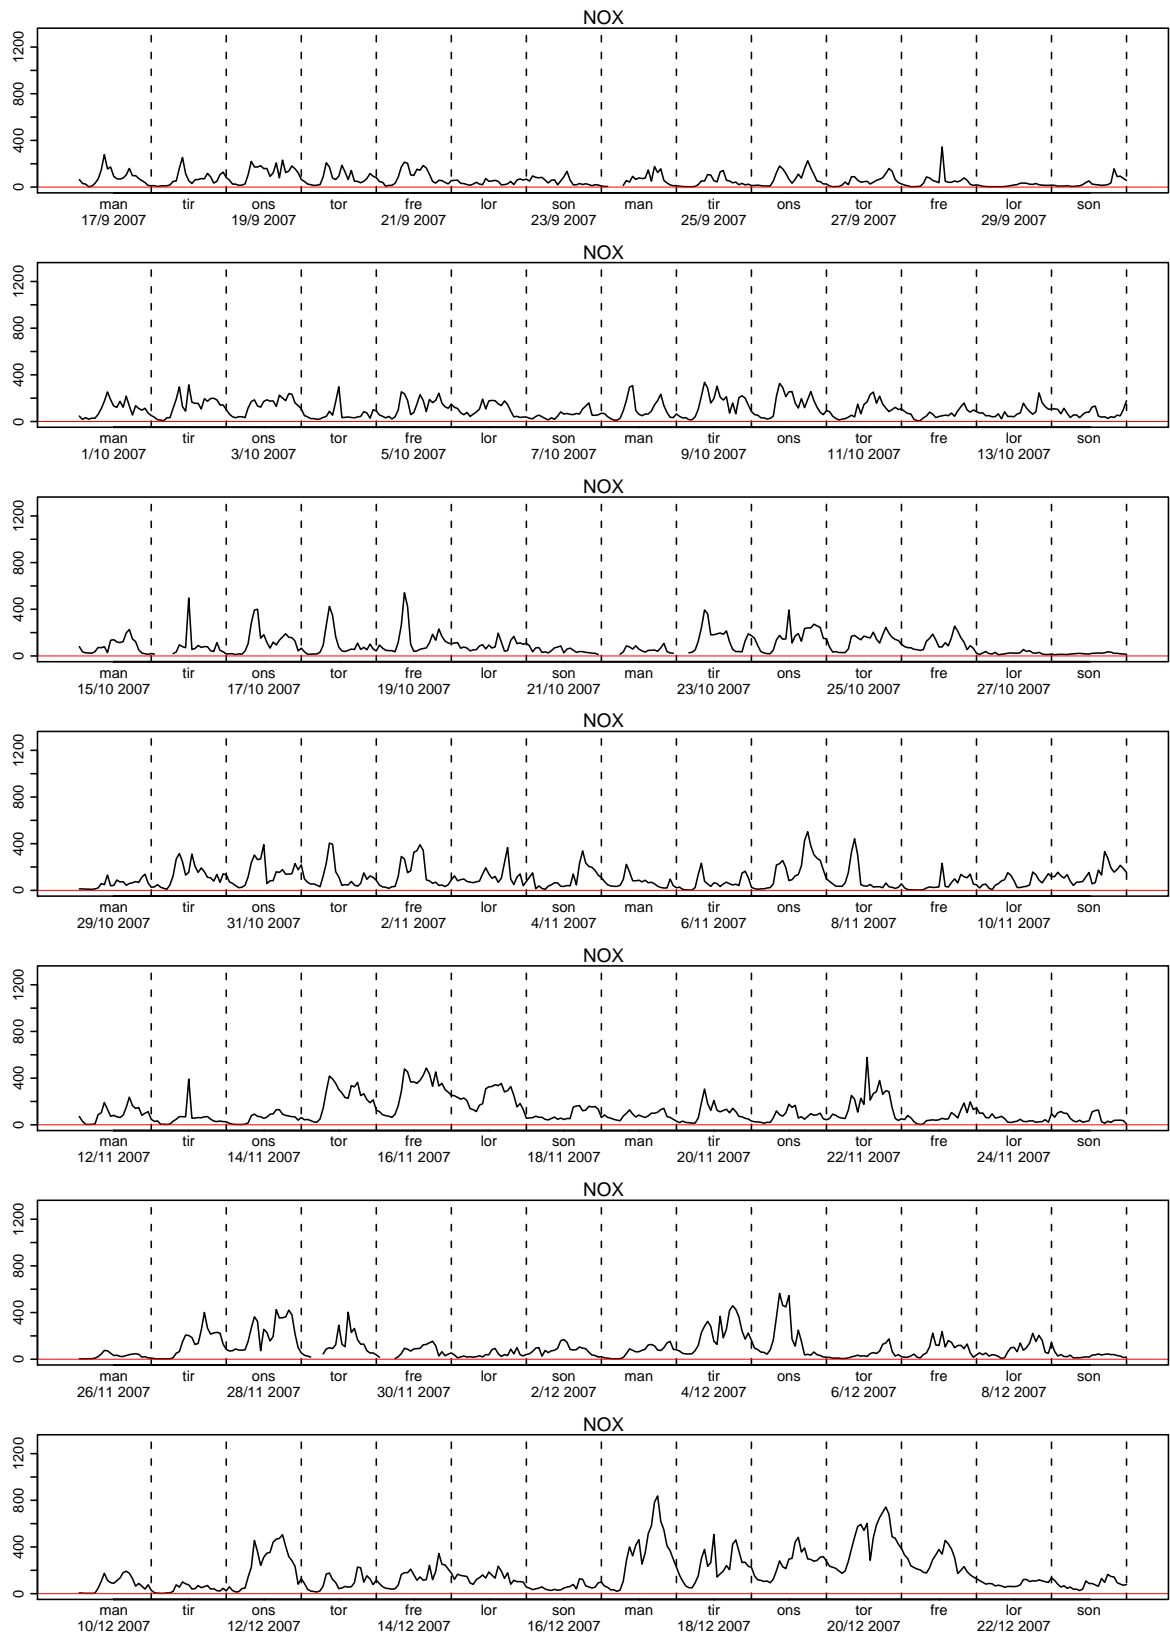 NOX
1200
800
400
0
man tir ons tor fre lor son man tir ons tor fre lor son
17/9 2007 19/9 2007 21/9 2007 23/9 2007 25/9 2007 27/9 2007 29/9 2007
NOX
1200
800
400
0
man tir ons tor fre lor son man tir ons tor fre lor son
1/10 2007 3/10 2007 5/10 2007 7/10 2007 9/10 2007 11/10 2007 13/10 2007
NOX
1200
800
400
0
man tir ons tor fre lor son man tir ons tor fre lor son
15/10 2007 17/10 2007 19/10 2007 21/10 2007 23/10 2007 25/10 2007 27/10 2007
NOX
1200
800
400
0
man tir ons tor fre lor son man tir ons tor fre lor son
29/10 2007 31/10 2007 2/11 2007 4/11 2007 6/11 2007 8/11 2007 10/11 2007
NOX
1200
800
400
0
man tir ons tor fre lor son man tir ons tor fre lor son
12/11 2007 14/11 2007 16/11 2007 18/11 2007 20/11 2007 22/11 2007 24/11 2007
NOX
1200
800
400
0
man tir ons tor fre lor son man tir ons tor fre lor son
26/11 2007 28/11 2007 30/11 2007 2/12 2007 4/12 2007 6/12 2007 8/12 2007
NOX
1200
800
400
0
man tir ons tor fre lor son man tir ons tor fre lor son
10/12 2007 12/12 2007 14/12 2007 16/12 2007 18/12 2007 20/12 2007 22/12 2007